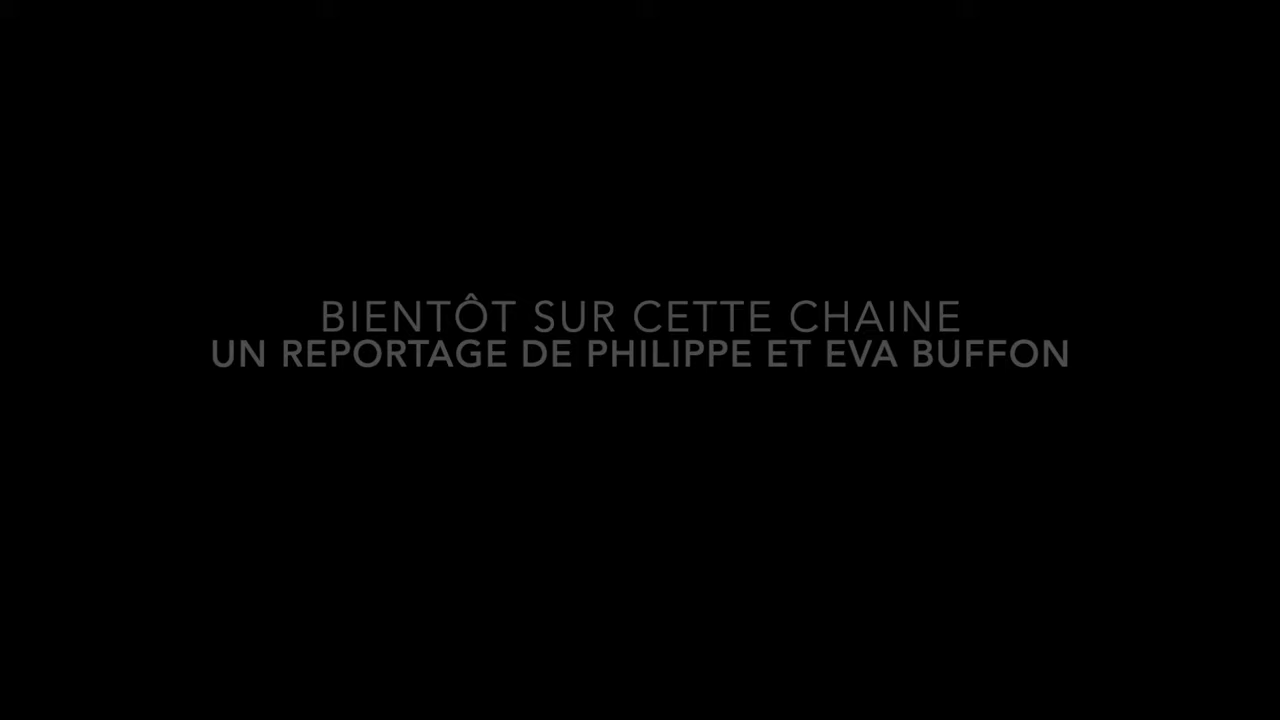 BIENTÔT SUR CETTE CHAINE
UN REPORTAGE DE PHILIPPE ET EVA BUFFON